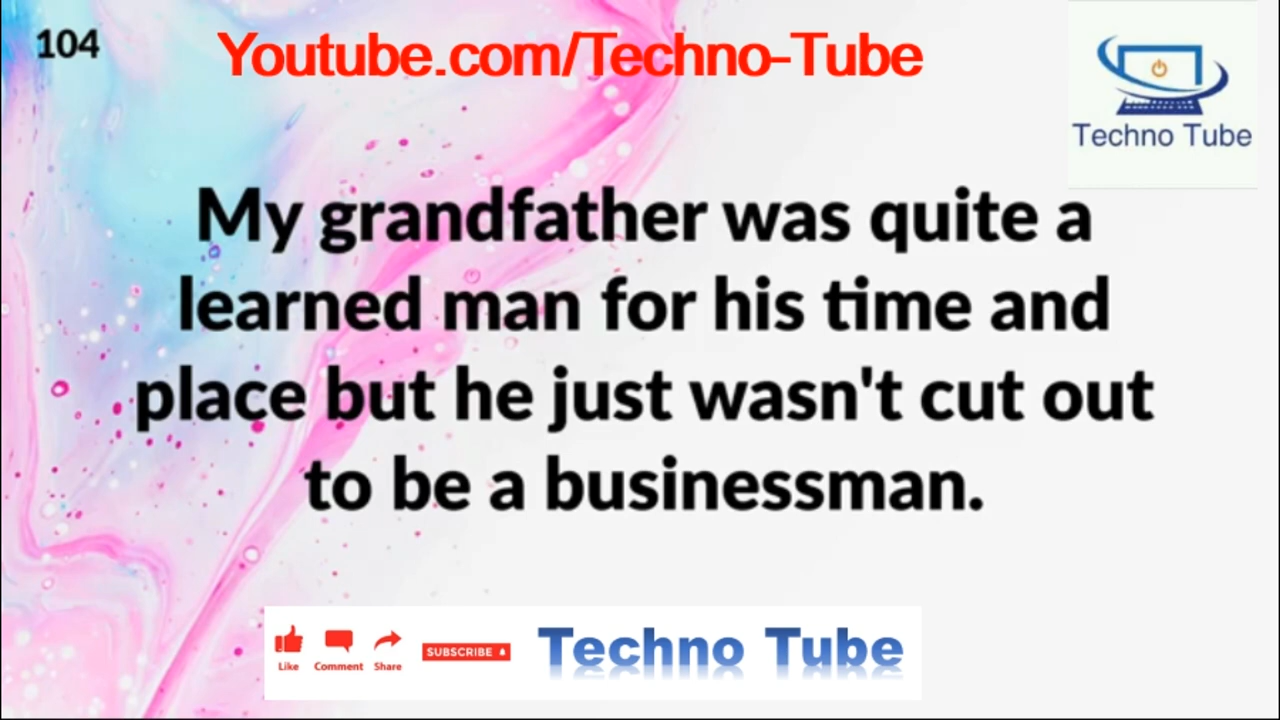 104
Youtube.com/Techno-Tube
Techno Tube
My grandfather was quite a
learned man for his time and
place but he just wasn't cut out
to be a businessman.
Like Comment Share SUBSCRIBE Techno Tube